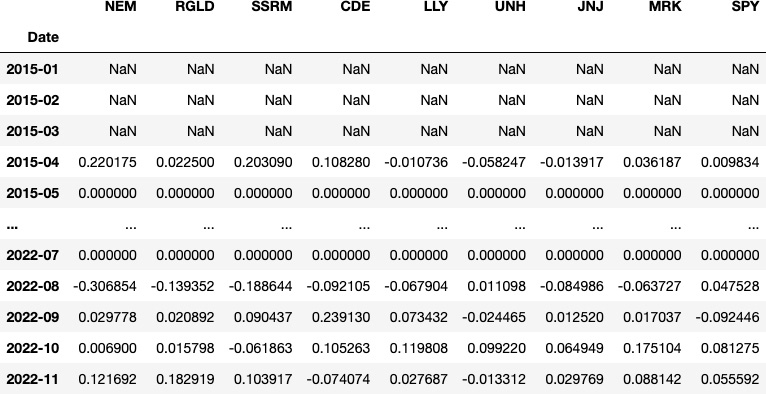 NEM RGLD SSRM CDE LLY UNH JNJ MRK SPY
Date
2015-01 NaN NaN NaN NaN NaN NaN NaN NaN NaN
2015-02 NaN NaN NaN NaN NaN NaN NaN NaN NaN
2015-03 NaN NaN NaN NaN NaN NaN NaN NaN NaN
2015-04 0.220175 0.022500 0.203090 0.108280 -0.010736 -0.058247 -0.013917 0.036187 0.009834
2015-05 0.000000 0.000000 0.000000 0.000000 0.000000 0.000000 0.000000 0.000000 0.000000
... ... ... ... ... ... ... ... ... ...
2022-07 0.000000 0.000000 0.000000 0.000000 0.000000 0.000000 0.000000 0.000000 0.000000
2022-08 -0.306854 -0.139352 -0.188644 -0.092105 -0.067904 0.011098 -0.084986 -0.063727 0.047528
2022-09 0.029778 0.020892 0.090437 0.239130 0.073432 -0.024465 0.012520 0.017037 -0.092446
2022-10 0.006900 0.015798 -0.061863 0.105263 0.119808 0.099220 0.064949 0.175104 0.081275
2022-11 0.121692 0.182919 0.103917 -0.074074 0.027687 -0.013312 0.029769 0.088142 0.055592